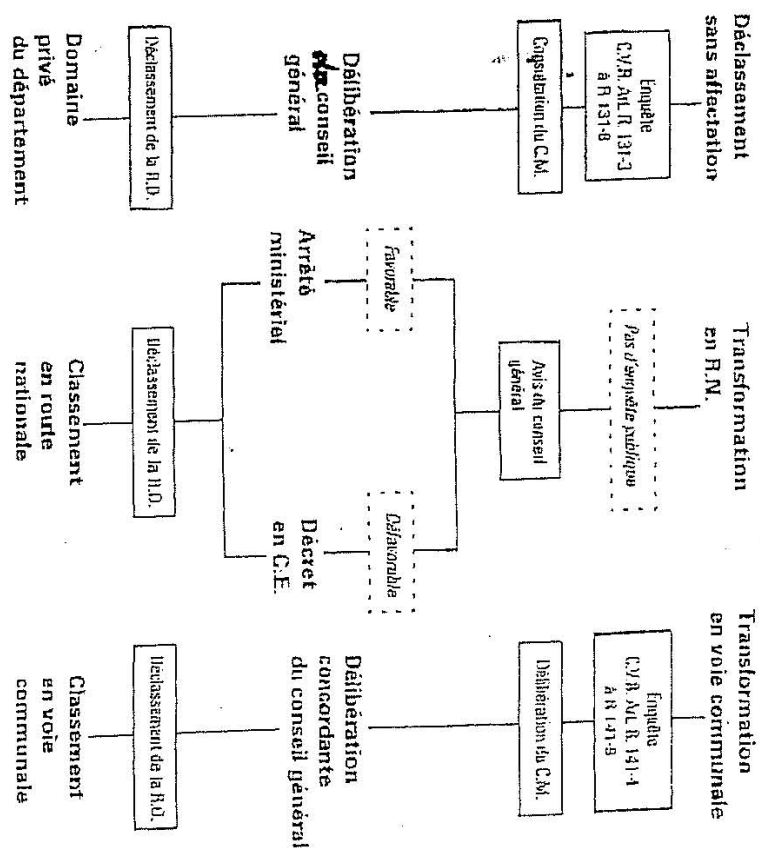 Déclassement
sans affectation
Enquête
C.V.R. Art. R. 131-3
à R 131-8
Consultation du C.M.
Délibération
conseil
général
Déclassement de la R.D.
Domaine
privé
du département
Transformation
en R.N.
Pas d'enquête publique
Avis du conseil
général
Favorable
Défavorable
Arrêté
ministériel
Décret
en C.E.
Déclassement de la R.D.
Classement
en route
nationale
Transformation
en voie communale
Enquête
C.V.R. Art. R. 141-4
à R 141-9
Délibération du C.M.
Délibération
concordante
du conseil général
Déclassement de la R.D.
Classement
en voie
communale